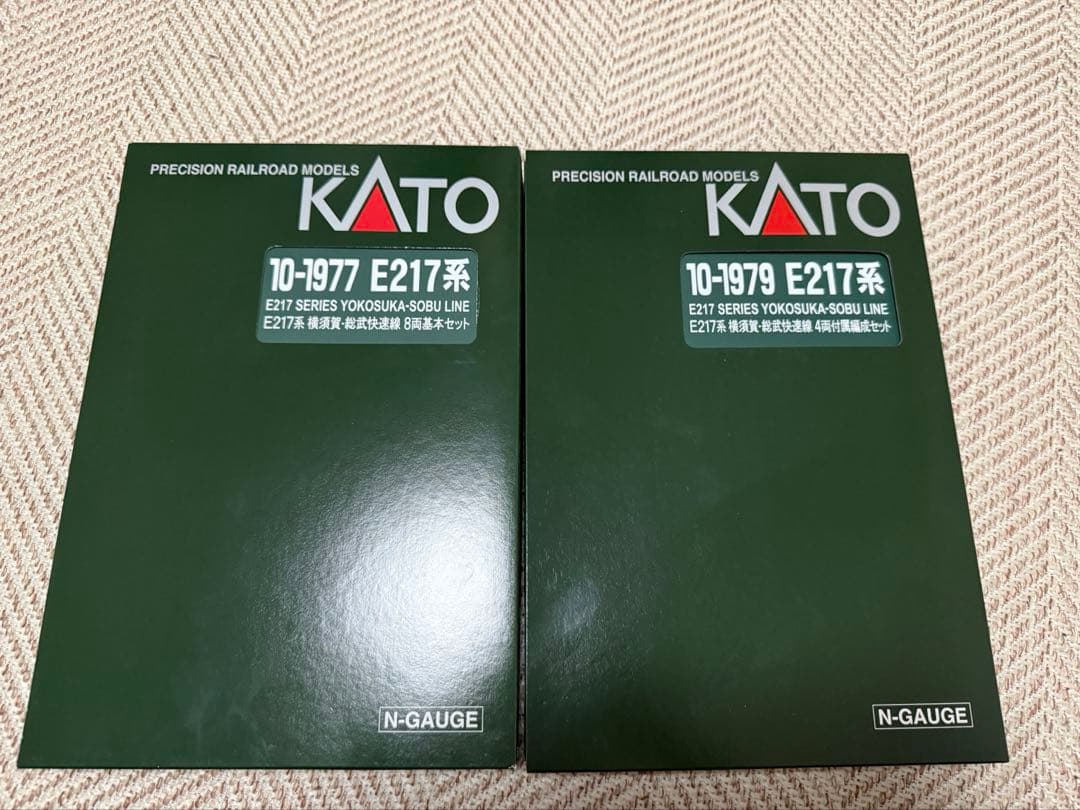 PRECISION RAILROAD MODELS
KATO
10-1977 E217系
E217 SERIES YOKOSUKA-SOBU LINE
E217系 横須賀・総武快速線 8両基本セット
N-GAUGE
PRECISION RAILROAD MODELS
KATO
10-1979 E217系
E217 SERIES YOKOSUKA-SOBU LINE
E217系 横須賀・総武快速線 4両付属編成セット
N-GAUGE